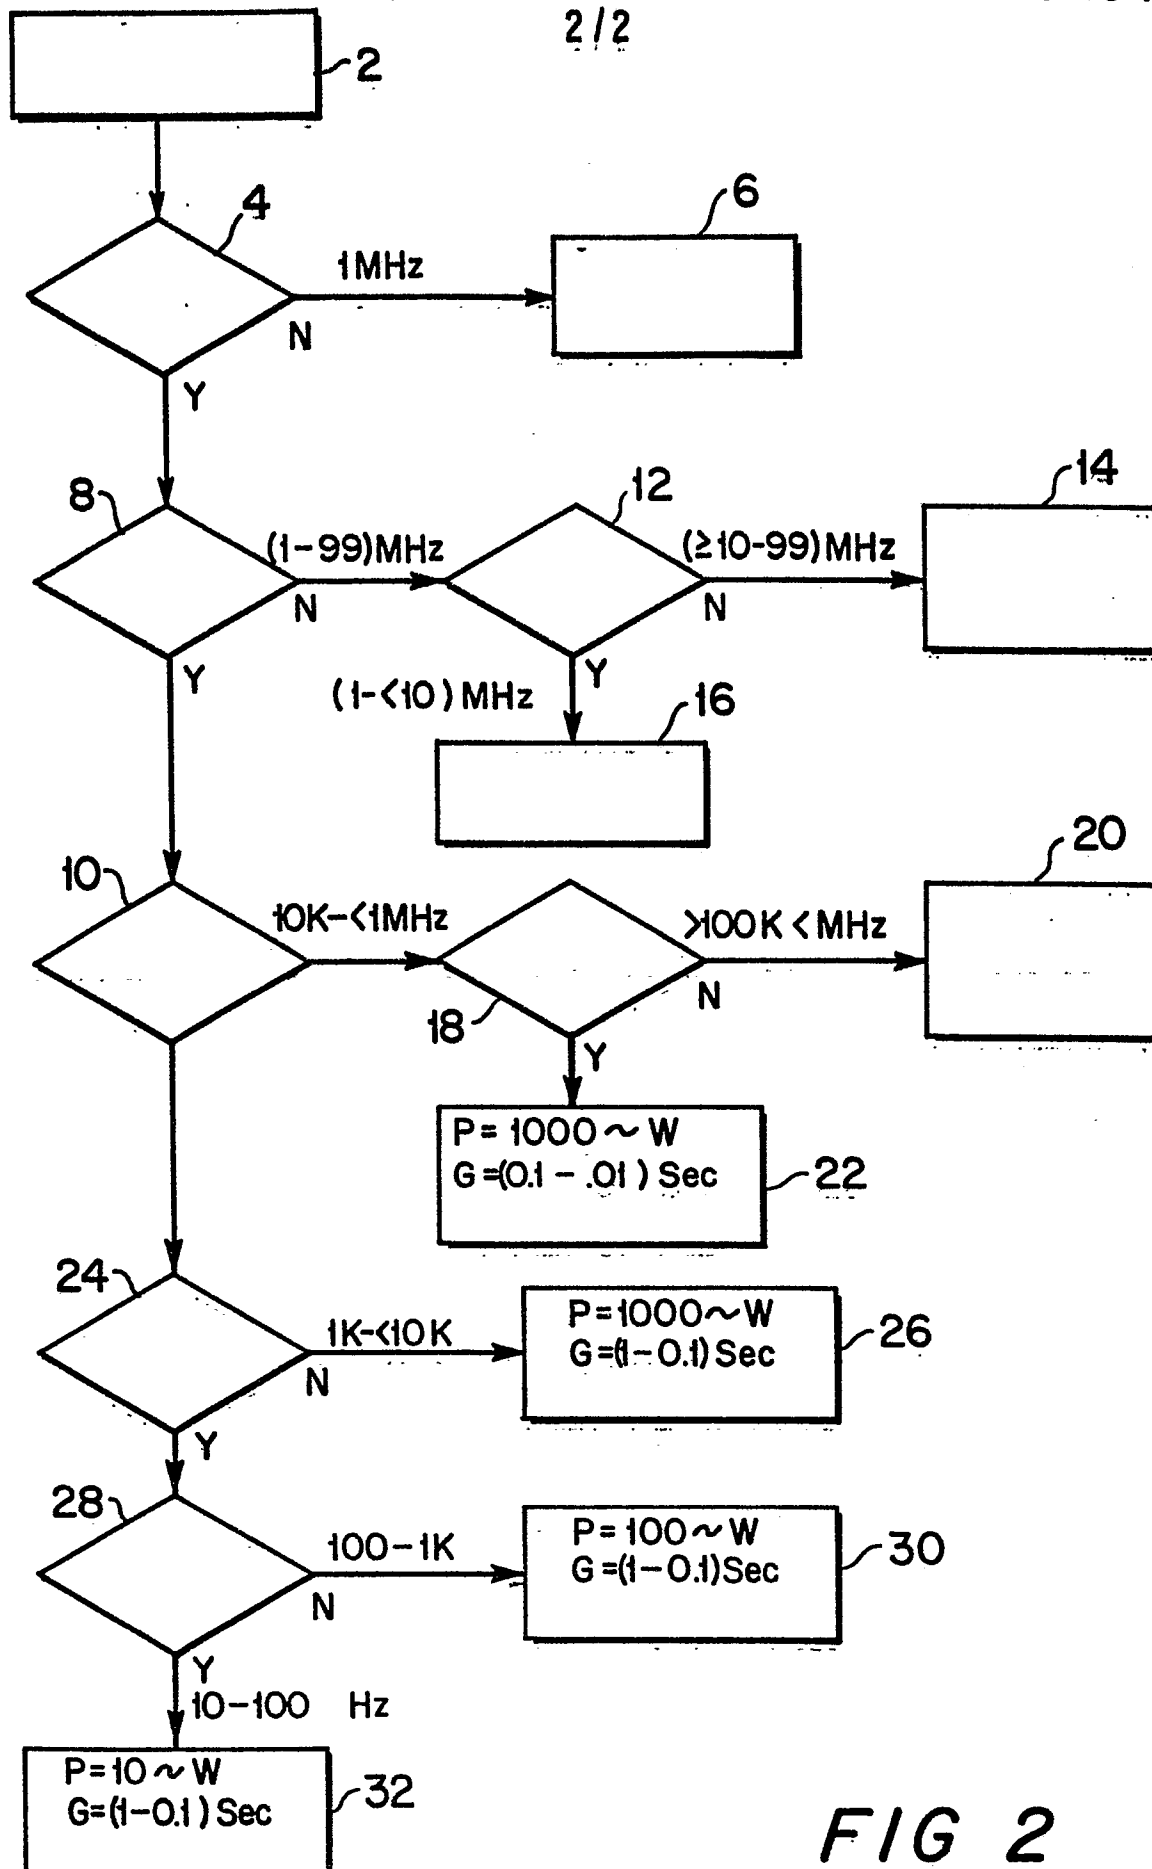 2/2
2
4
6
1MHz
N
Y
8
12
14
(1-99)MHz
(≥10-99)MHz
N
N
Y
Y
(1-<10)MHz
16
10
20
10K-<1MHz
>100K<MHz
18
N
Y
P=1000~W
G=(0.1-.01) Sec
22
24
1K-<10K
N
P=1000~W
G=(1-0.1) Sec
26
Y
28
100-1K
N
P=100~W
G=(1-0.1) Sec
30
Y
10-100 Hz
P=10~W
G=(1-0.1) Sec
32
FIG 2